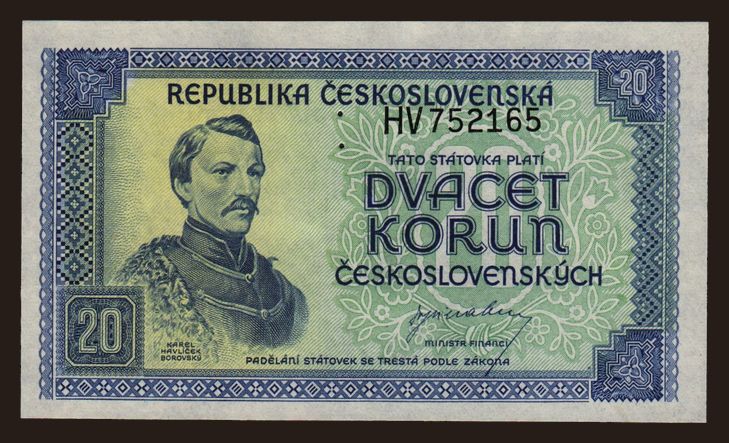 20
REPUBLIKA ČESKOSLOVENSKÁ
HV 752165
TATO STÁTOVKA PLATÍ
DVACET
KORUN
ČESKOSLOVENSKÝCH
MINISTR FINANCÍ
20
KAREL
HAVLÍČEK
BOROVSKÝ
PADĚLÁNÍ STÁTOVEK SE TRESTÁ PODLE ZÁKONA